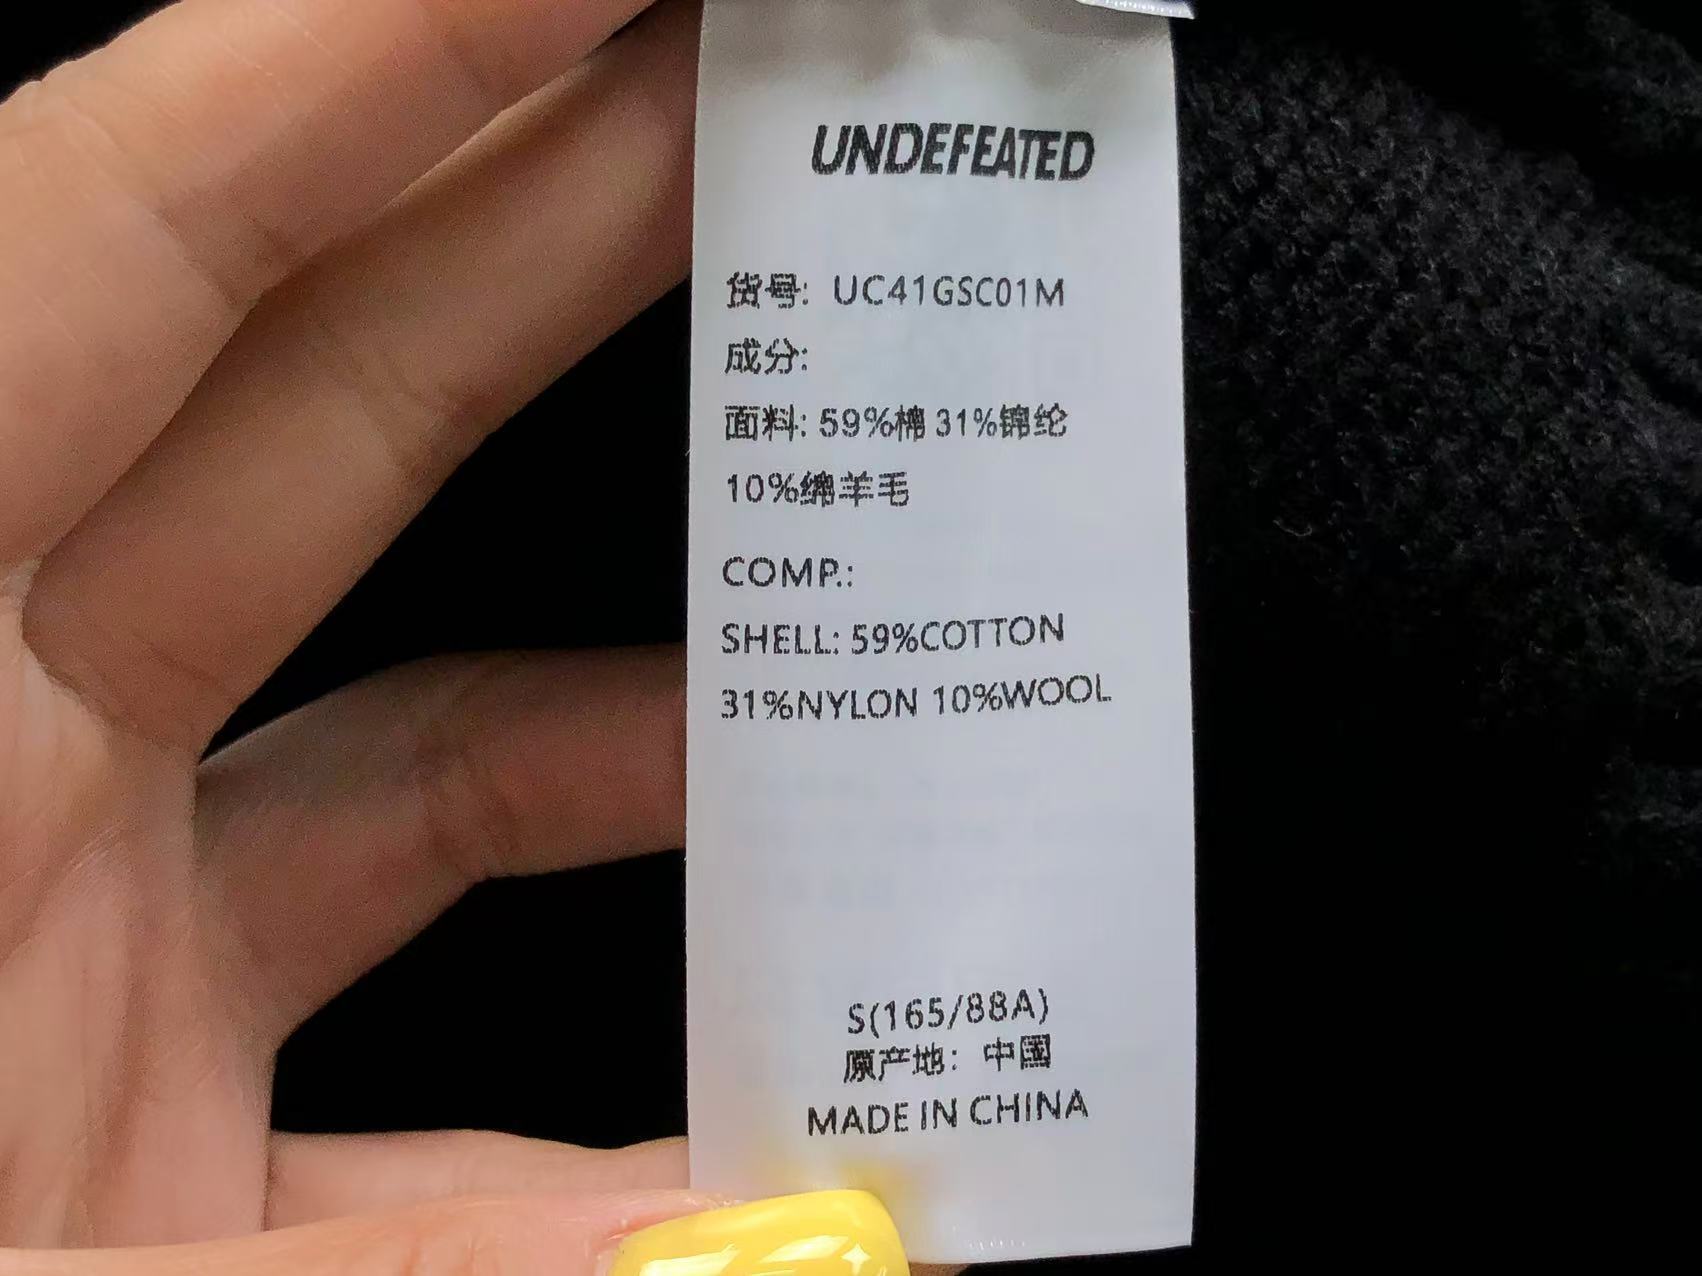 UNDEFEATED
货号: UC41GSC01M
成分:
面料: 59%棉 31%锦纶
10%绵羊毛
COMP.:
SHELL: 59%COTTON
31%NYLON 10%WOOL
S(165/88A)
原产地: 中国
MADE IN CHINA